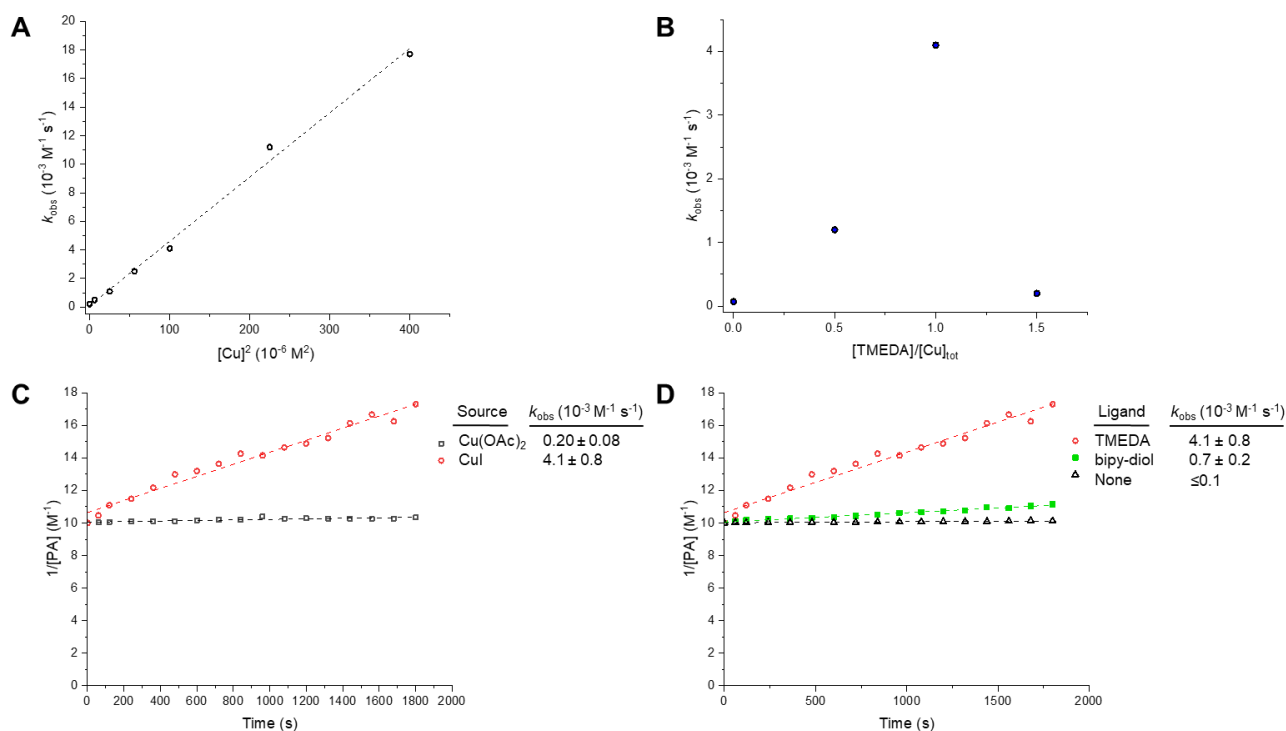 A
20
18
16
14
12
10
8
6
4
2
0
k_obs (10⁻³ M⁻¹ s⁻¹)
0 100 200 300 400
[Cu]² (10⁻⁶ M²)
B
4
3
2
1
0
k_obs (10⁻³ M⁻¹ s⁻¹)
0.0 0.5 1.0 1.5
[TMEDA]/[Cu]tot
C
18
16
14
12
10
8
6
4
2
0
1/[PA] (M⁻¹)
0 200 400 600 800 1000 1200 1400 1600 1800 2000
Time (s)
Source k_obs (10⁻³ M⁻¹ s⁻¹)
Cu(OAc)₂ 0.20 ± 0.08
CuI 4.1 ± 0.8
D
18
16
14
12
10
8
6
4
2
0
1/[PA] (M⁻¹)
0 500 1000 1500 2000
Time (s)
Ligand k_obs (10⁻³ M⁻¹ s⁻¹)
TMEDA 4.1 ± 0.8
bipy-diol 0.7 ± 0.2
None ≤0.1